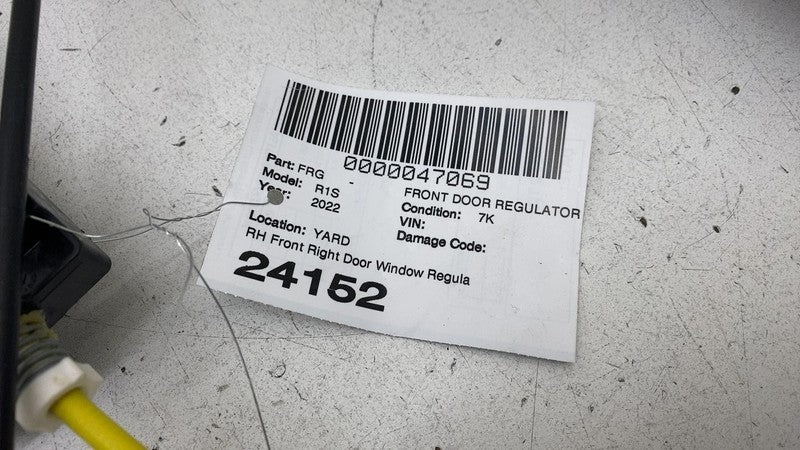 0000047069
Part: FRG - FRONT DOOR REGULATOR
Model: R1S Condition: 7K
Year: 2022 VIN:
Damage Code:
Location: YARD
RH Front Right Door Window Regula
24152